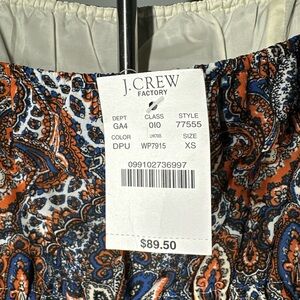 J.CREW
FACTORY
DEPT CLASS STYLE
GA4 010 77555
COLOR SIZE
DPU WP7915 XS
099102736997
$89.50